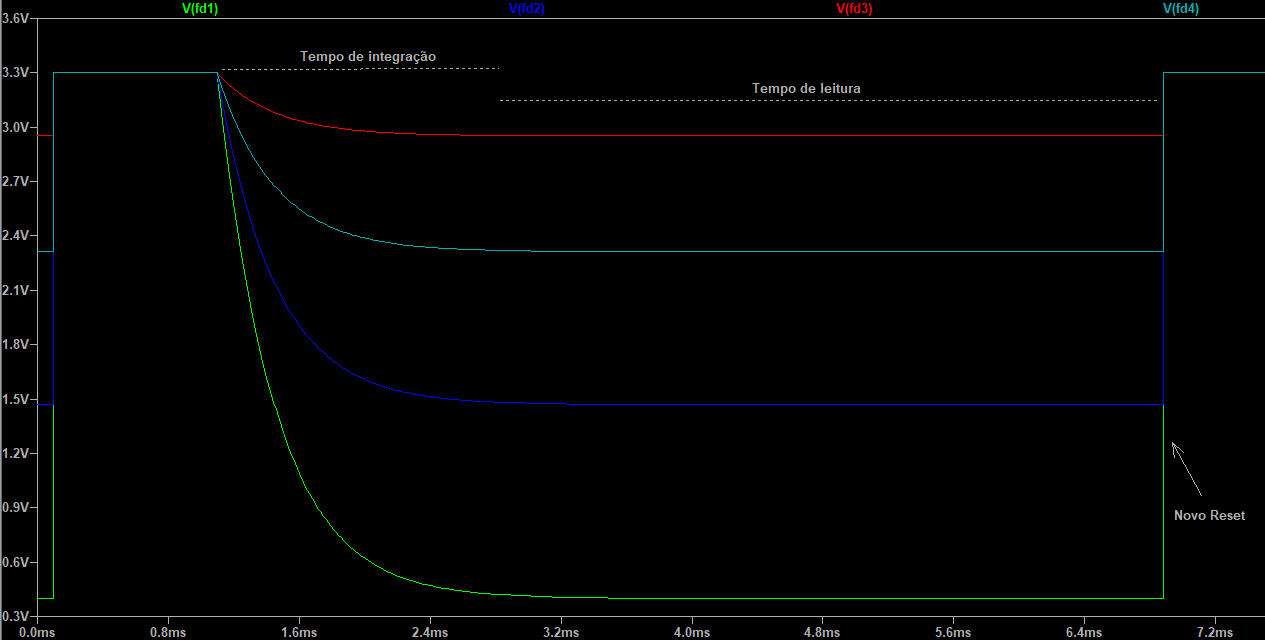 V(fd1) V(fd2) V(fd3) V(fd4)
3.6V
Tempo de integração
3.3V
Tempo de leitura
3.0V
2.7V
2.4V
2.1V
1.8V
1.5V
1.2V
0.9V
Novo Reset
0.6V
0.3V
0.0ms 0.8ms 1.6ms 2.4ms 3.2ms 4.0ms 4.8ms 5.6ms 6.4ms 7.2ms